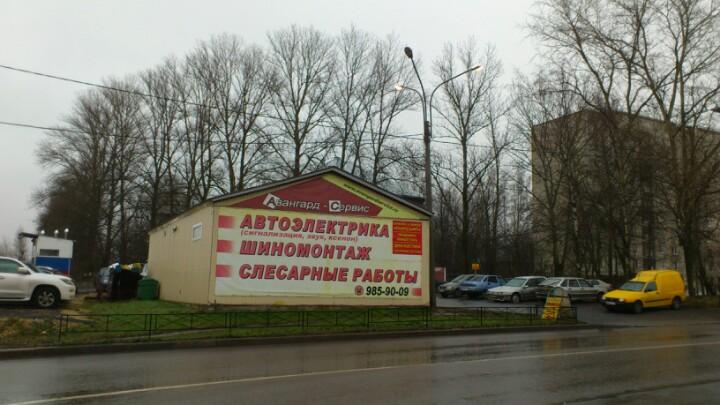 Авангард - Сервис
АВТОЭЛЕКТРИКА
(сигнализация, звук, ксенон)
ШИНОМОНТАЖ
СЛЕСАРНЫЕ РАБОТЫ
985-90-09